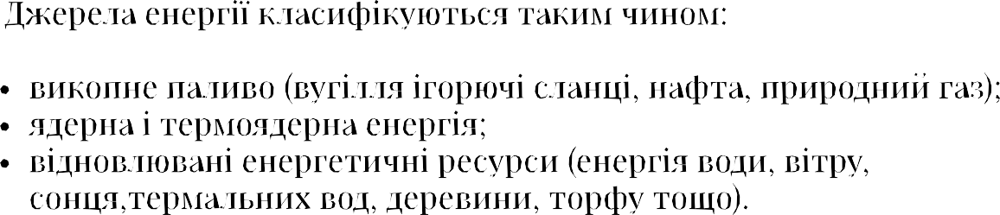 Джерела енергії класифікуються таким чином:
• викопне паливо (вугілля ігорючі сланці, нафта, природний газ);
• ядерна і термоядерна енергія;
• відновлювані енергетичні ресурси (енергія води, вітру,
сонця,термальних вод, деревини, торфу тощо).